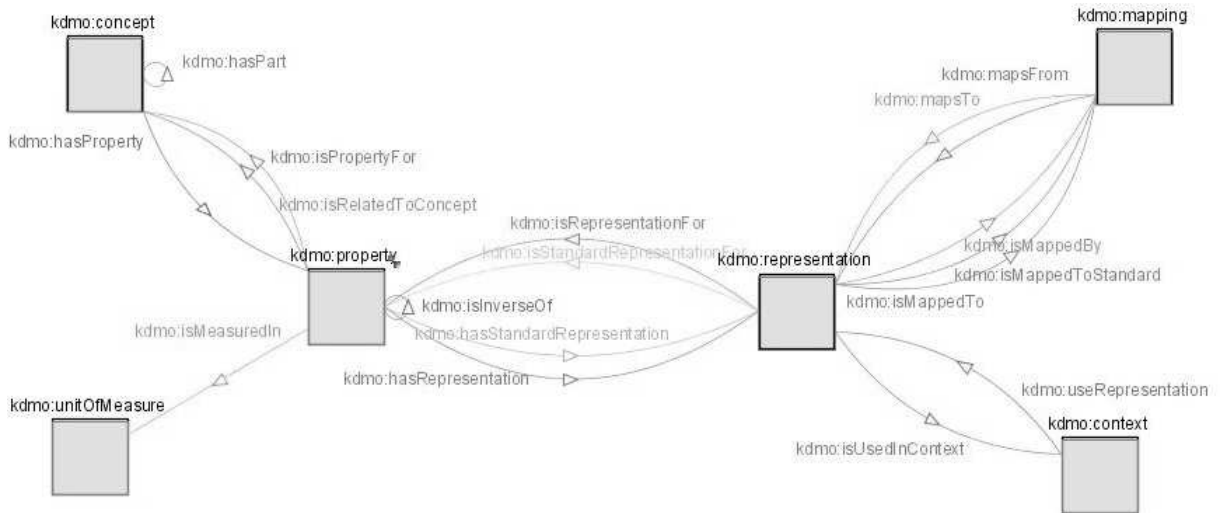 kdmo:concept
kdmo:mapping
kdmo:hasPart
kdmo:mapsFrom
kdmo:mapsTo
kdmo:hasProperty
kdmo:isPropertyFor
kdmo:isRelatedToConcept
kdmo:isRepresentationFor
kdmo:property
kdmo:isStandardRepresentationFor
kdmo:representation
kdmo:isMappedBy
kdmo:isMappedToStandard
kdmo:isMappedTo
kdmo:isInverseOf
kdmo:isMeasuredIn
kdmo:hasStandardRepresentation
kdmo:hasRepresentation
kdmo:useRepresentation
kdmo:unitOfMeasure
kdmo:context
kdmo:isUsedInContext